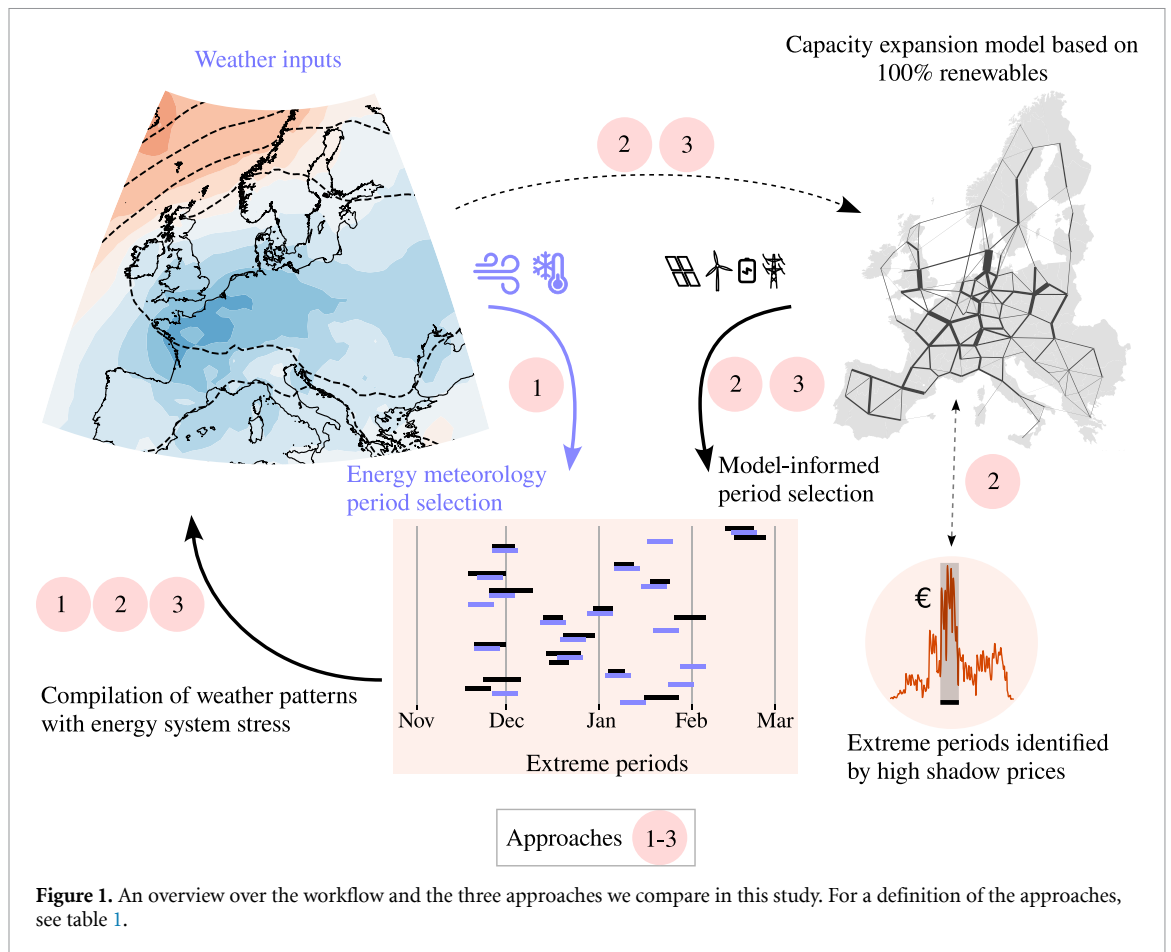 Weather inputs
Capacity expansion model based on
100% renewables
2 3
1
2 3
Energy meteorology
period selection
Model-informed
period selection
2
€
1 2 3
Compilation of weather patterns
with energy system stress
Nov Dec Jan Feb Mar
Extreme periods
Extreme periods identified
by high shadow prices
Approaches 1-3
Figure 1. An overview over the workflow and the three approaches we compare in this study. For a definition of the approaches,
see table 1.